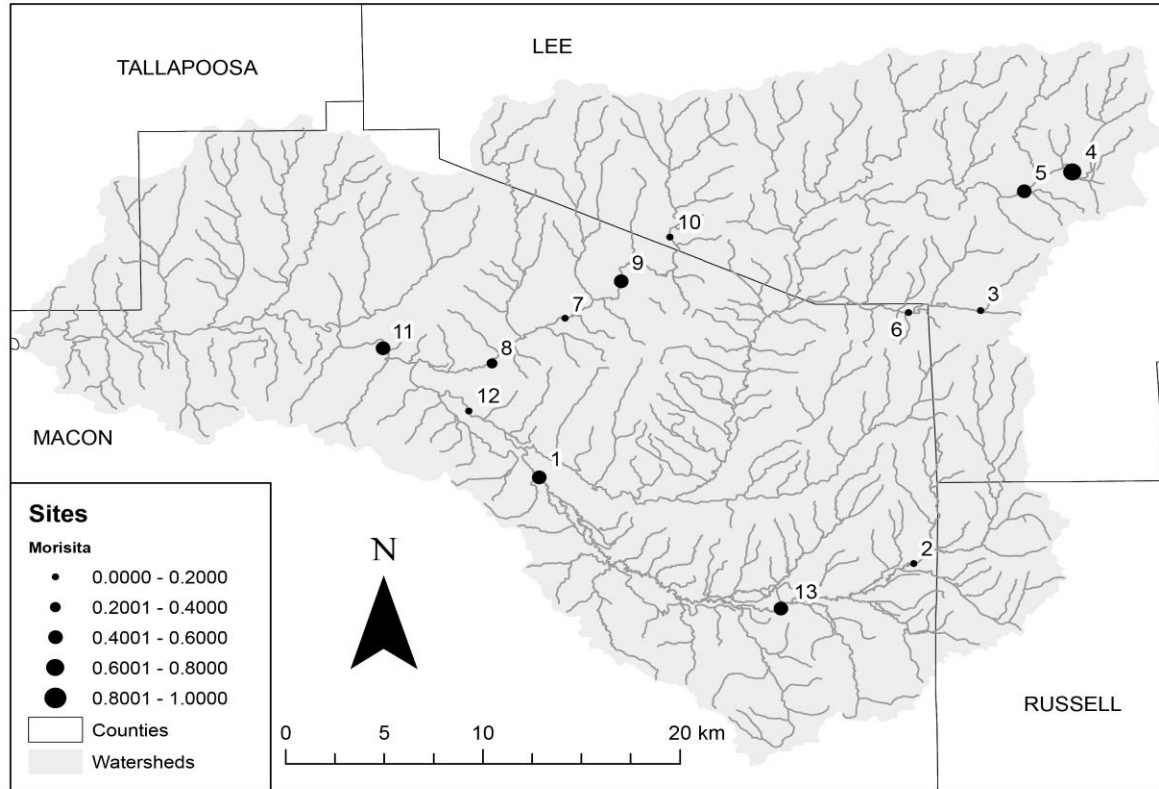 LEE
TALLAPOOSA
4
5
10
9
3
7
6
11
8
12
MACON
1
Sites
Morisita
0.0000 - 0.2000
0.2001 - 0.4000
0.4001 - 0.6000
0.6001 - 0.8000
0.8001 - 1.0000
Counties
Watersheds
N
2
13
RUSSELL
0 5 10 20 km